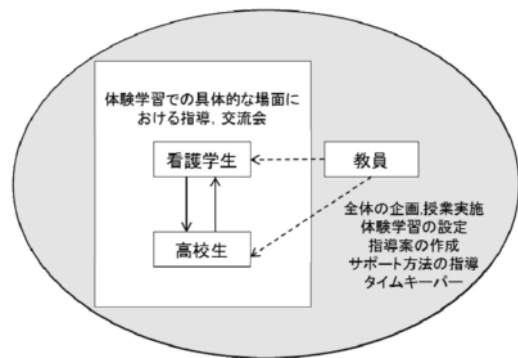 体験学習での具体的な場面に
おける指導，交流会
看護学生
教員
高校生
全体の企画,授業実施
体験学習の設定
指導案の作成
サポート方法の指導
タイムキーパー